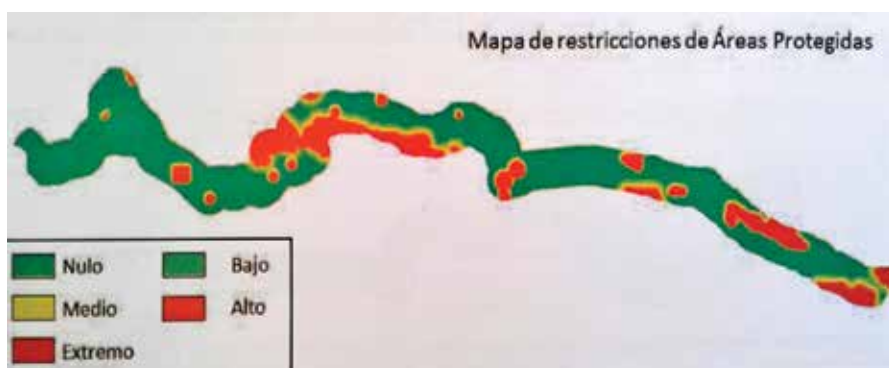 Mapa de restricciones de Áreas Protegidas
Nulo Bajo
Medio Alto
Extremo